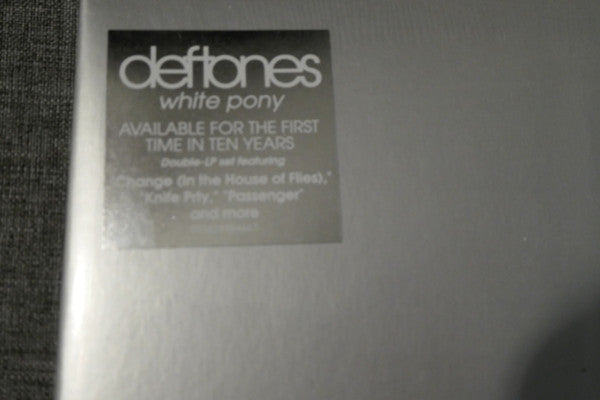 deftones
white pony
AVAILABLE FOR THE FIRST
TIME IN TEN YEARS
Double-LP set featuring
"Change (In the House of Flies),"
"Knife Prty," "Passenger"
and more